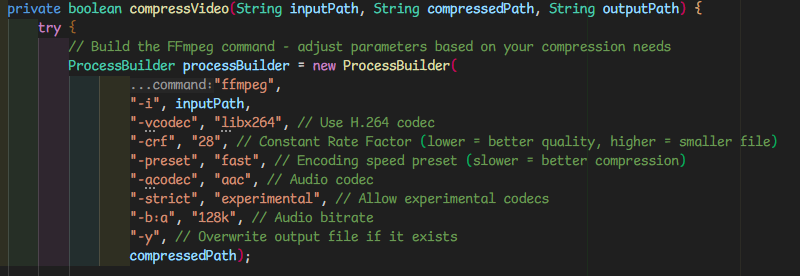 private boolean compressVideo(String inputPath, String compressedPath, String outputPath) {
try {
// Build the FFmpeg command - adjust parameters based on your compression needs
ProcessBuilder processBuilder = new ProcessBuilder(
...command:"ffmpeg",
"-i", inputPath,
"-vcodec", "libx264", // Use H.264 codec
"-crf", "28", // Constant Rate Factor (lower = better quality, higher = smaller file)
"-preset", "fast", // Encoding speed preset (slower = better compression)
"-acodec", "aac", // Audio codec
"-strict", "experimental", // Allow experimental codecs
"-b:a", "128k", // Audio bitrate
"-y", // Overwrite output file if it exists
compressedPath);